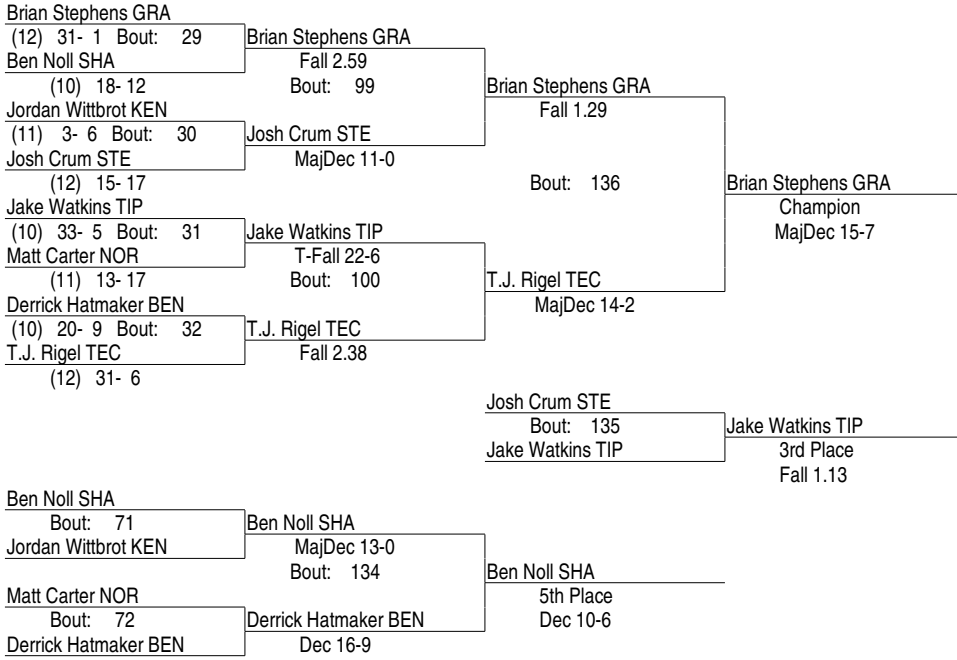 Brian Stephens GRA
(12) 31- 1 Bout: 29 Brian Stephens GRA
Ben Noll SHA Fall 2.59
(10) 18- 12 Bout: 99 Brian Stephens GRA
Jordan Wittbrot KEN Fall 1.29
(11) 3- 6 Bout: 30 Josh Crum STE
Josh Crum STE MajDec 11-0
(12) 15- 17 Bout: 136 Brian Stephens GRA
Jake Watkins TIP Champion
(10) 33- 5 Bout: 31 Jake Watkins TIP MajDec 15-7
Matt Carter NOR T-Fall 22-6
(11) 13- 17 Bout: 100 T.J. Rigel TEC
Derrick Hatmaker BEN MajDec 14-2
(10) 20- 9 Bout: 32 T.J. Rigel TEC
T.J. Rigel TEC Fall 2.38
(12) 31- 6
Josh Crum STE
Bout: 135 Jake Watkins TIP
Jake Watkins TIP 3rd Place
Fall 1.13
Ben Noll SHA
Bout: 71 Ben Noll SHA
Jordan Wittbrot KEN MajDec 13-0
Bout: 134 Ben Noll SHA
Matt Carter NOR 5th Place
Bout: 72 Derrick Hatmaker BEN Dec 10-6
Derrick Hatmaker BEN Dec 16-9